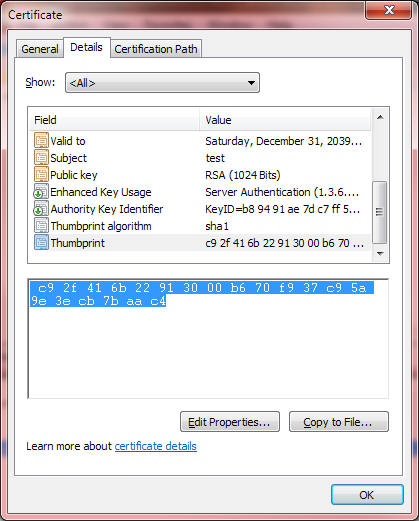 Certificate
General Details Certification Path
Show: <All>
Field Value
Valid to Saturday, December 31, 2039...
Subject test
Public key RSA (1024 Bits)
Enhanced Key Usage Server Authentication (1.3.6....
Authority Key Identifier KeyID=b8 94 91 ae 7d c7 ff 5...
Thumbprint algorithm sha1
Thumbprint c9 2f 41 6b 22 91 30 00 b6 70 ...
c9 2f 41 6b 22 91 30 00 b6 70 f9 37 c9 5a
9e 3e cb 7b aa c4
Edit Properties... Copy to File...
Learn more about certificate details
OK